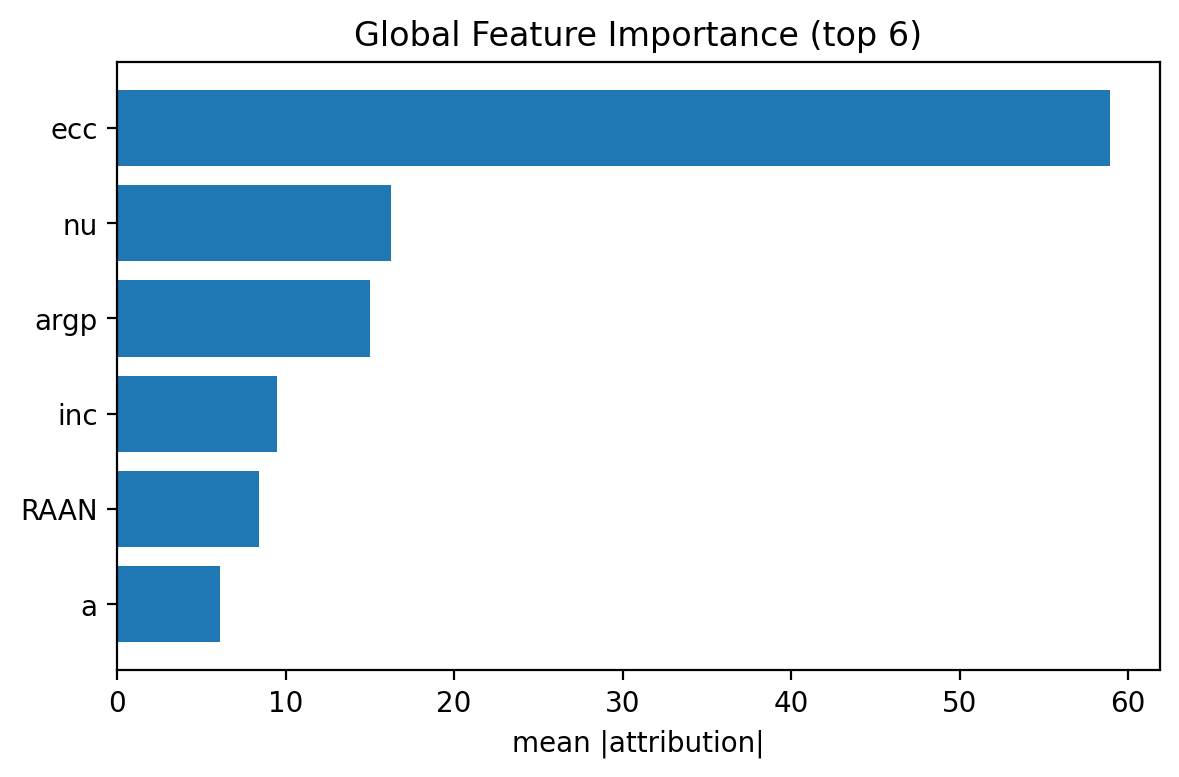 Global Feature Importance (top 6)
ecc
nu
argp
inc
RAAN
a
0 10 20 30 40 50 60
mean |attribution|